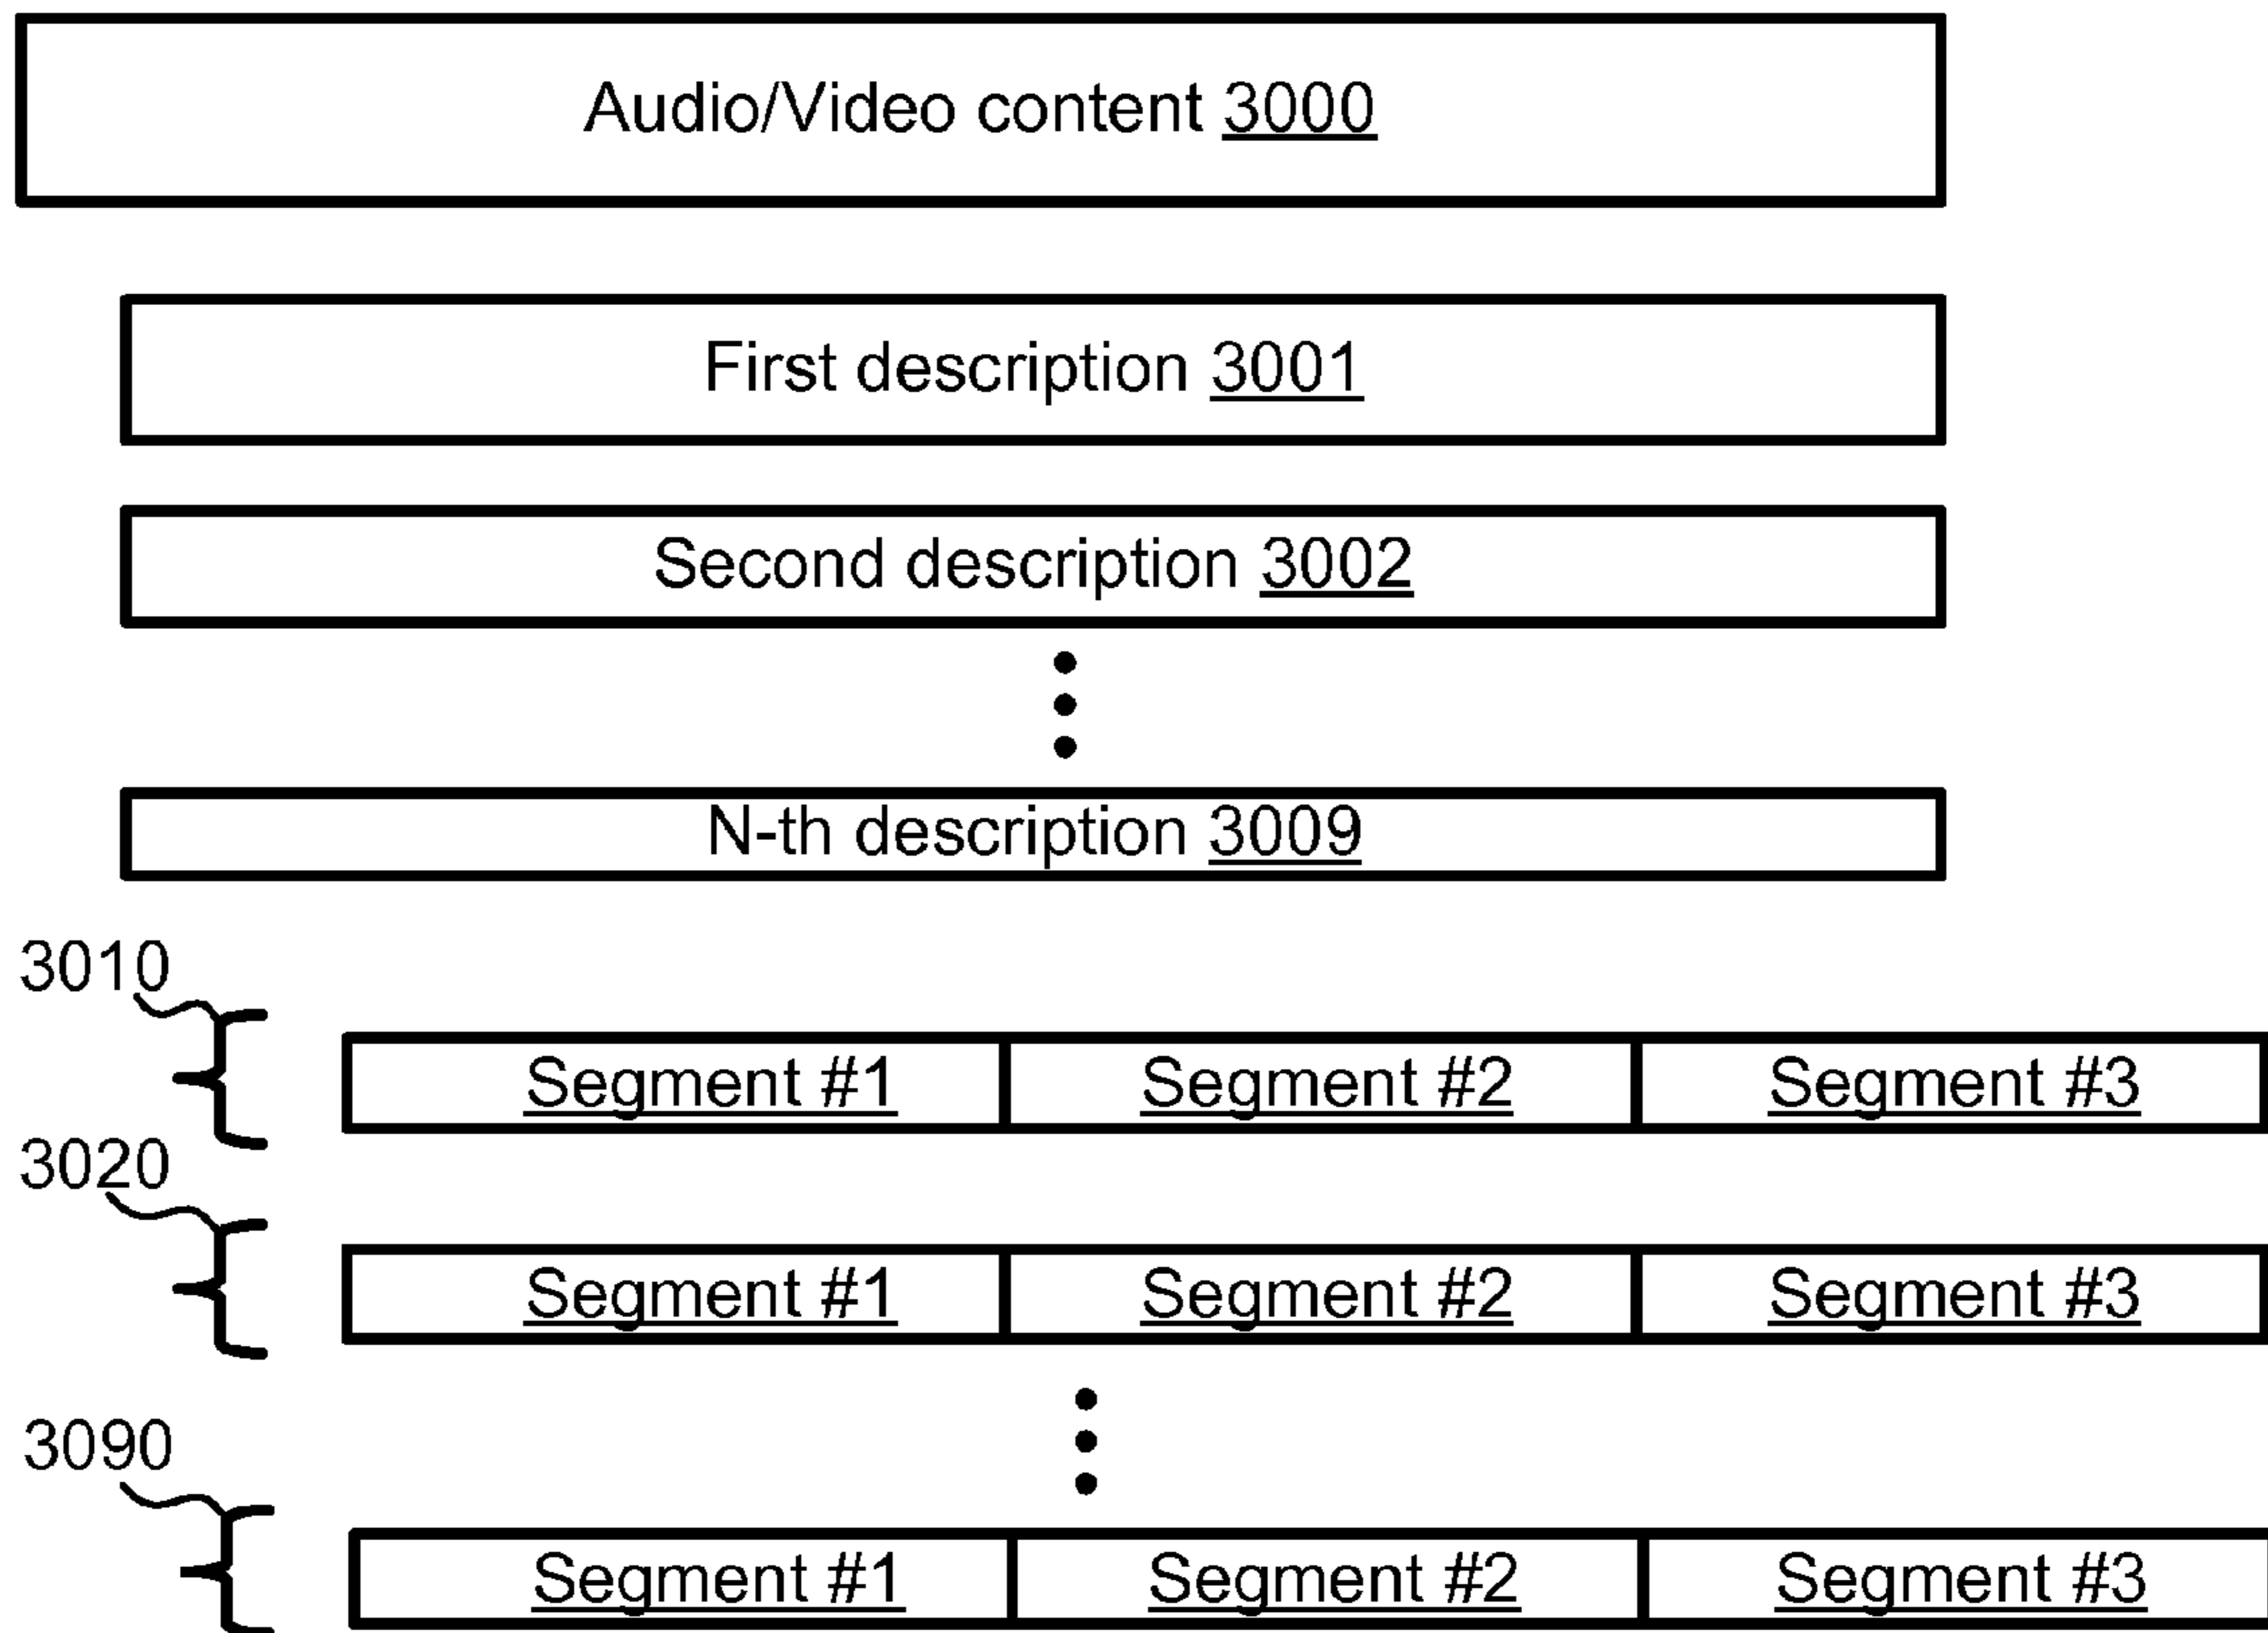 Audio/Video content 3000
First description 3001
Second description 3002
N-th description 3009
3010
Segment #1 Segment #2 Segment #3
3020
Segment #1 Segment #2 Segment #3
3090
Segment #1 Segment #2 Segment #3